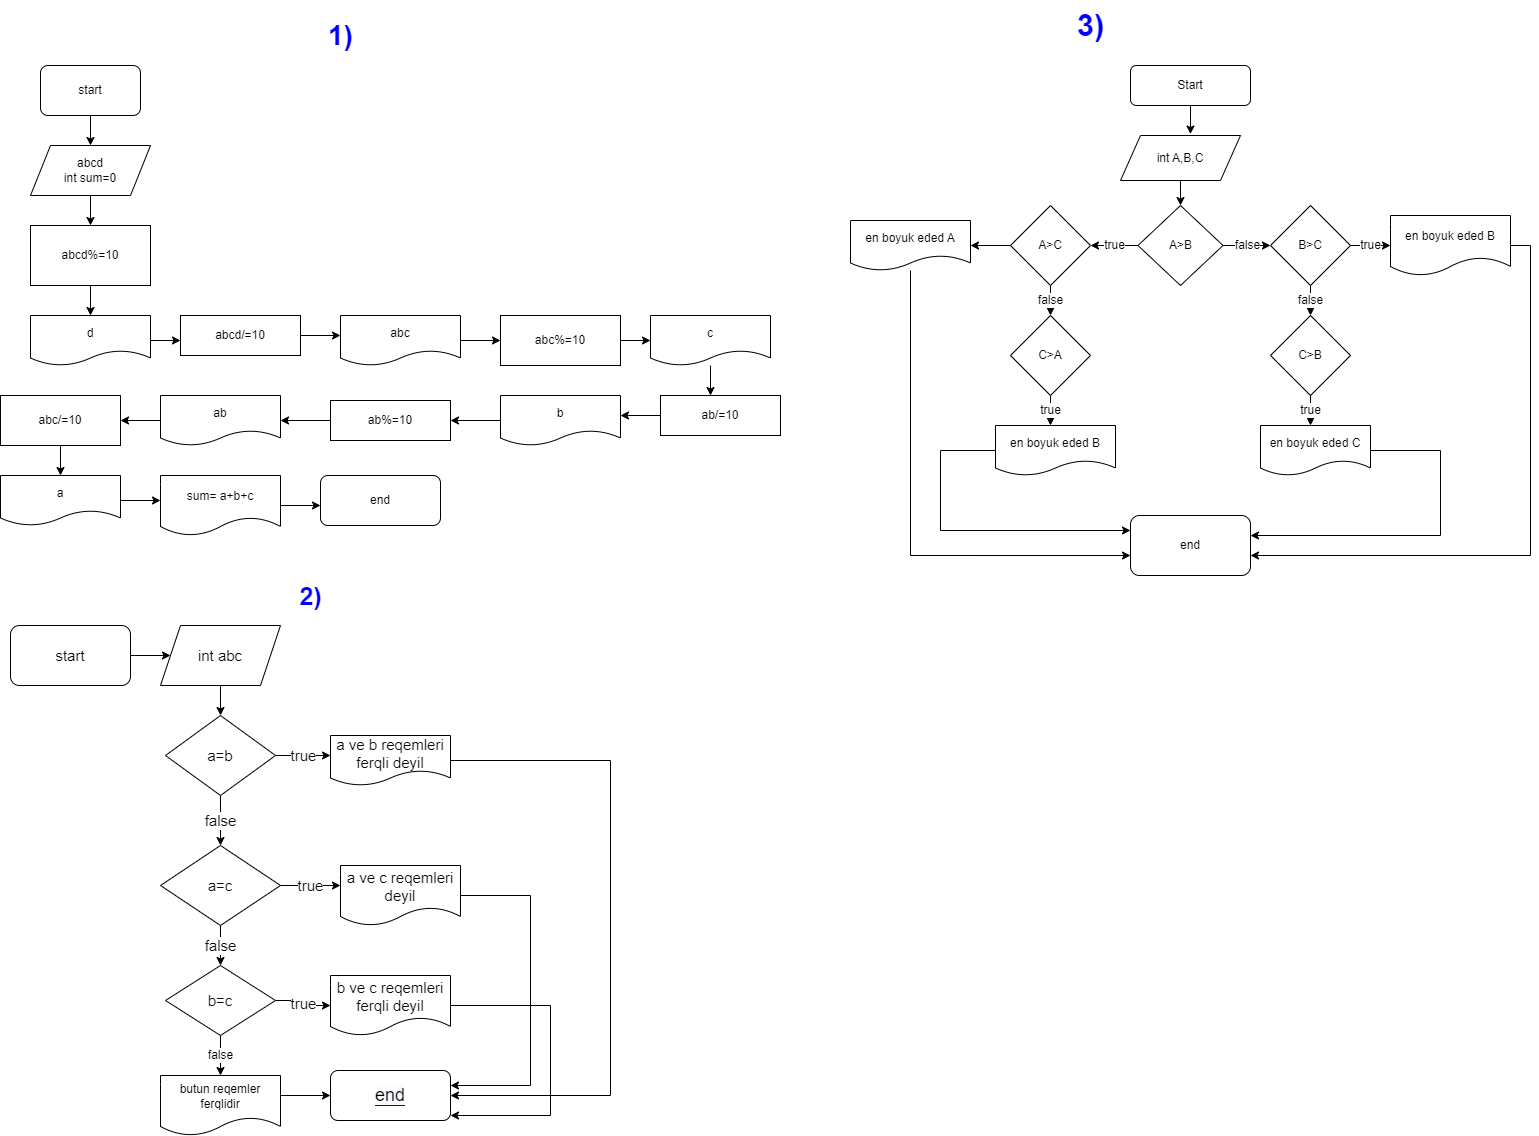 1)
start
abcd
int sum=0
abcd%=10
d
abcd/=10
abc
abc%=10
c
ab/=10
b
ab%=10
ab
abc/=10
a
sum= a+b+c
end
2)
start
int abc
a=b
true
a ve b reqemleri
ferqli deyil
false
a=c
true
a ve c reqemleri
deyil
false
b=c
true
b ve c reqemleri
ferqli deyil
false
butun reqemler
ferqlidir
end
3)
Start
int A,B,C
A>B
true
A>C
en boyuk eded A
false
C>A
true
en boyuk eded B
false
B>C
true
en boyuk eded B
false
C>B
true
en boyuk eded C
end